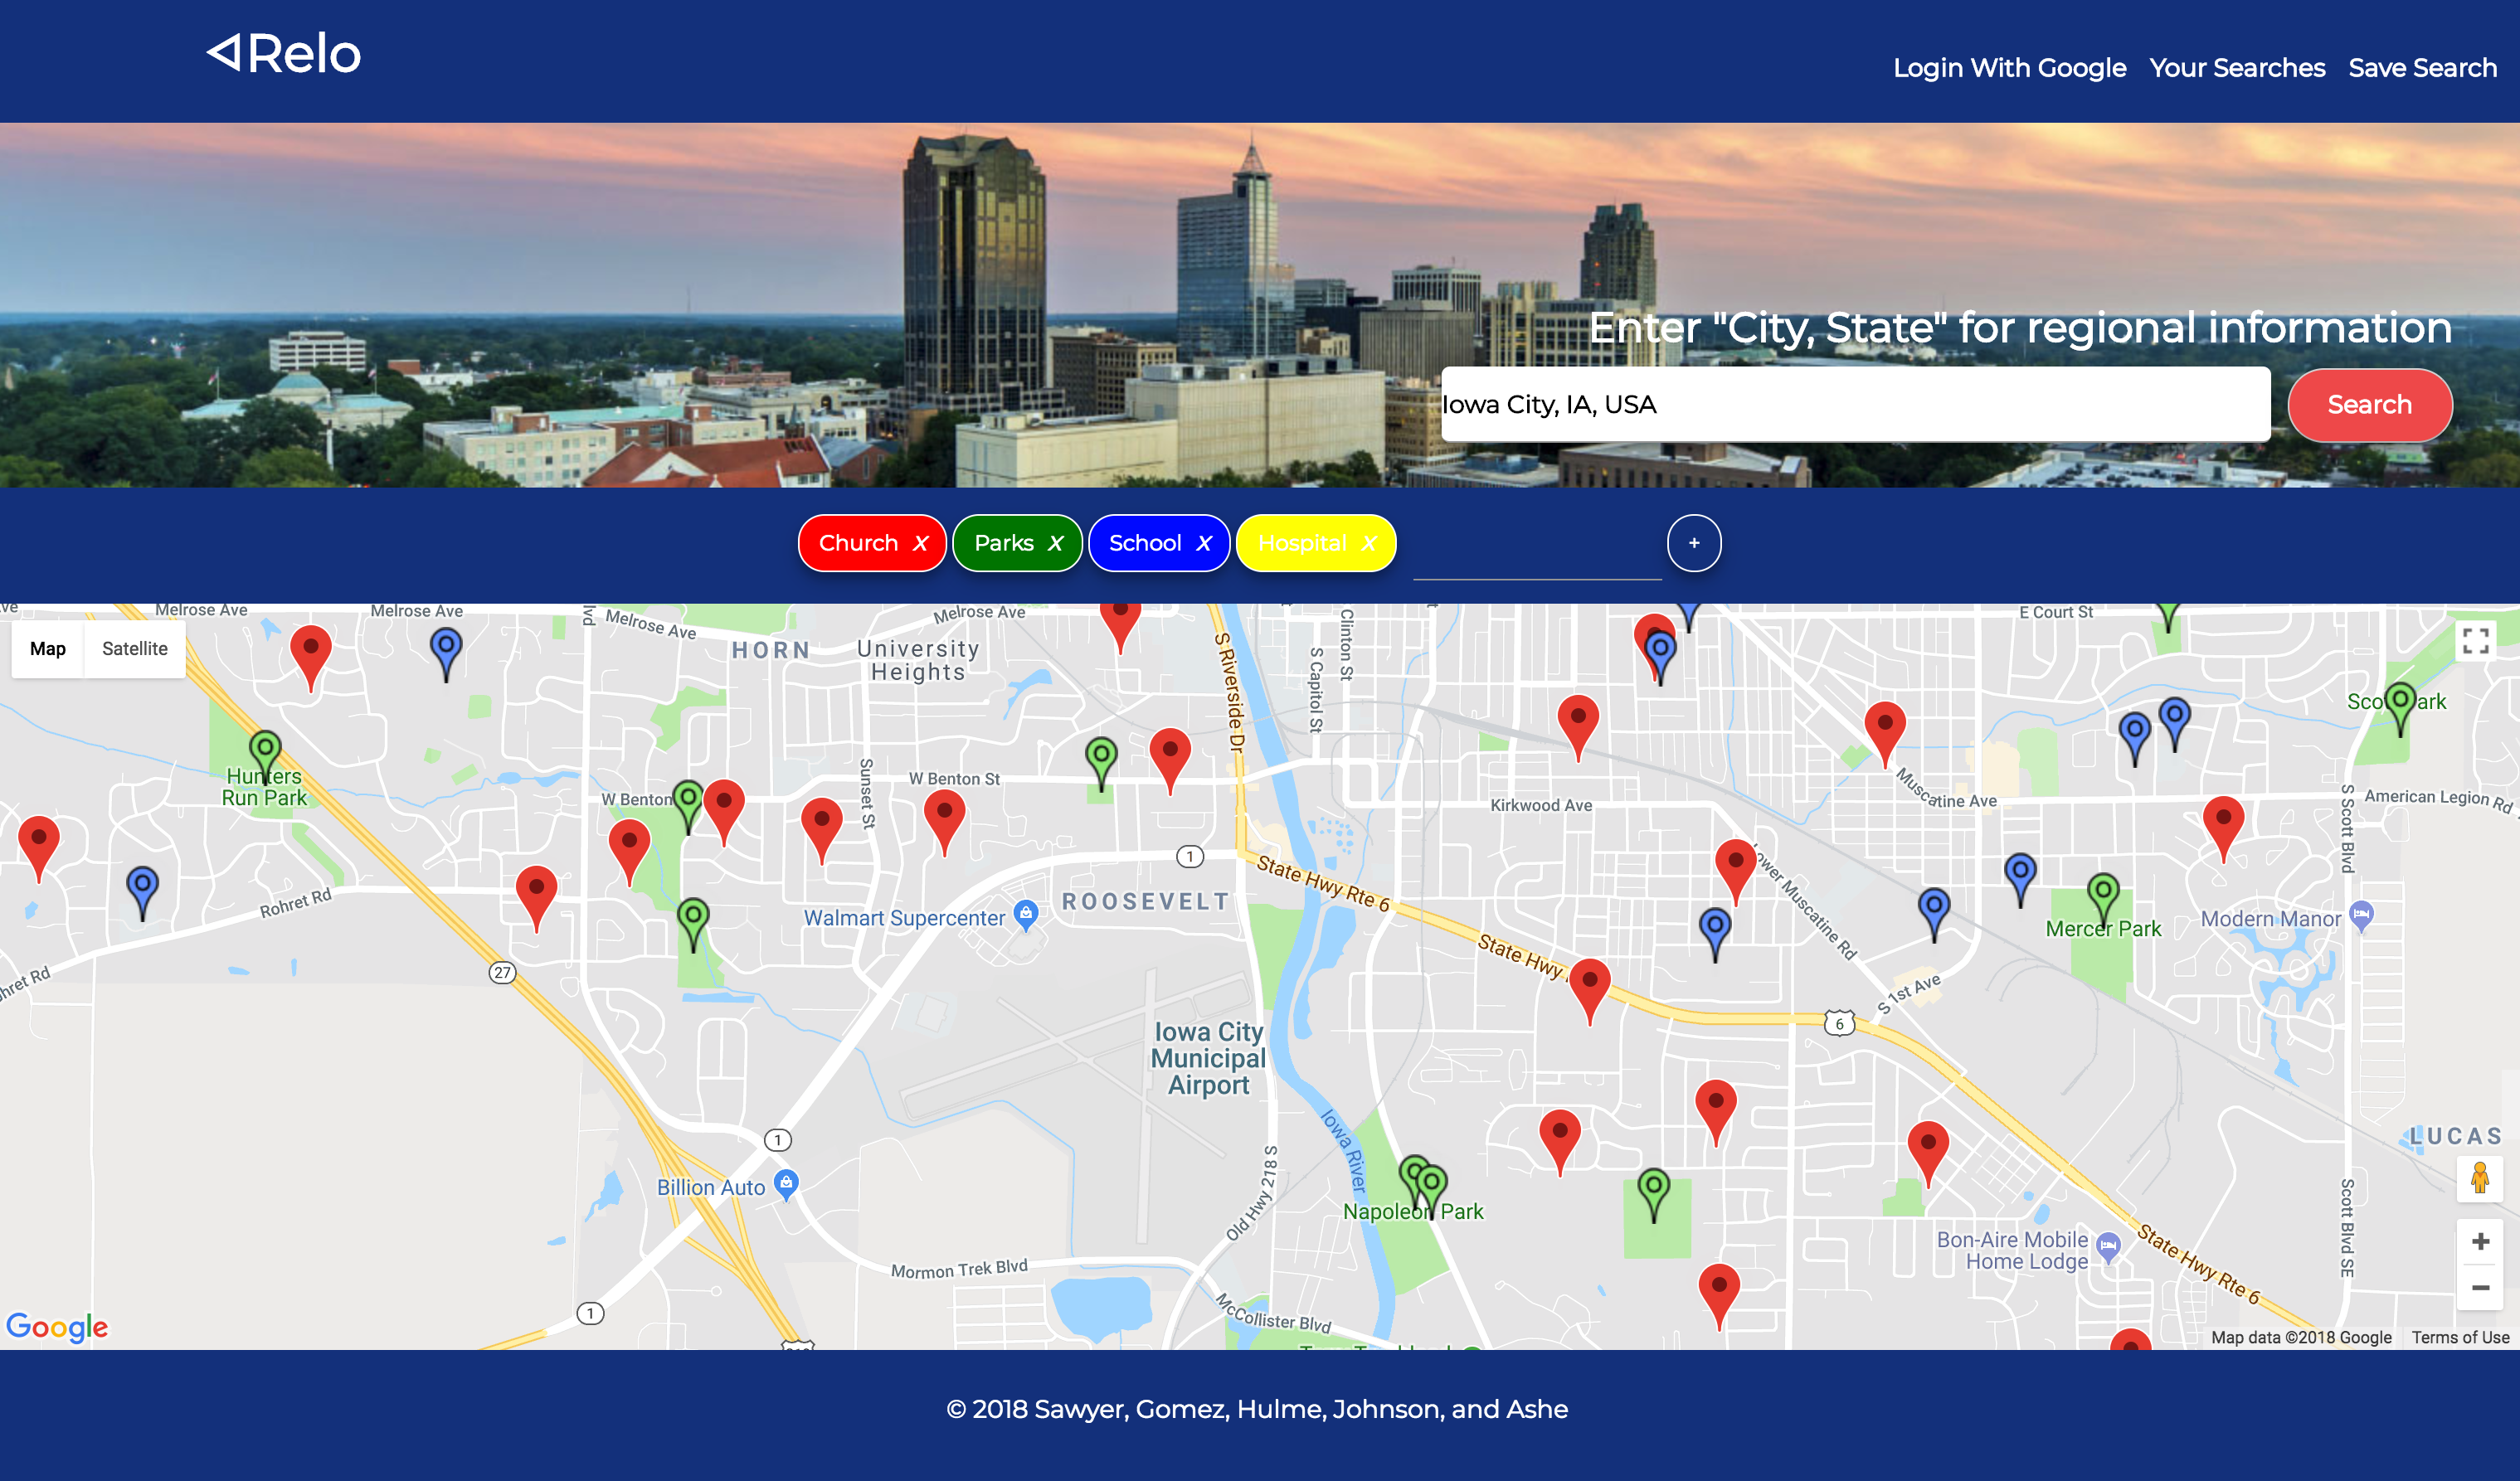 Relo
Login With Google Your Searches Save Search
Enter "City, State" for regional information
Iowa City, IA, USA
Search
Church x Parks x School x Hospital x +
Melrose Ave
Melrose Ave
Melrose Ave
Melrose Ave
E Court St
Map Satellite
HORN
University
Heights
S Riverside Dr
S Capitol St
Clinton St
Hunters
Run Park
W Benton
Sunset St
W Benton St
Kirkwood Ave
Muscatine Ave
American Legion Rd
S Scott Blvd
Rohret Rd
1
State Hwy Rte 6
Lower Muscatine Rd
ROOSEVELT
Walmart Supercenter
Mercer Park
Modern Manor
27
State Hwy
S 1st Ave
6
Iowa City
Municipal
Airport
Iowa River
LUCAS
1
Billion Auto
Old Hwy 218 S
Napoleon Park
Scott Blvd SE
Bon-Aire Mobile
Home Lodge
State Hwy Rte 6
Mormon Trek Blvd
McCollister Blvd
1
Google
Map data ©2018 Google Terms of Use
© 2018 Sawyer, Gomez, Hulme, Johnson, and Ashe